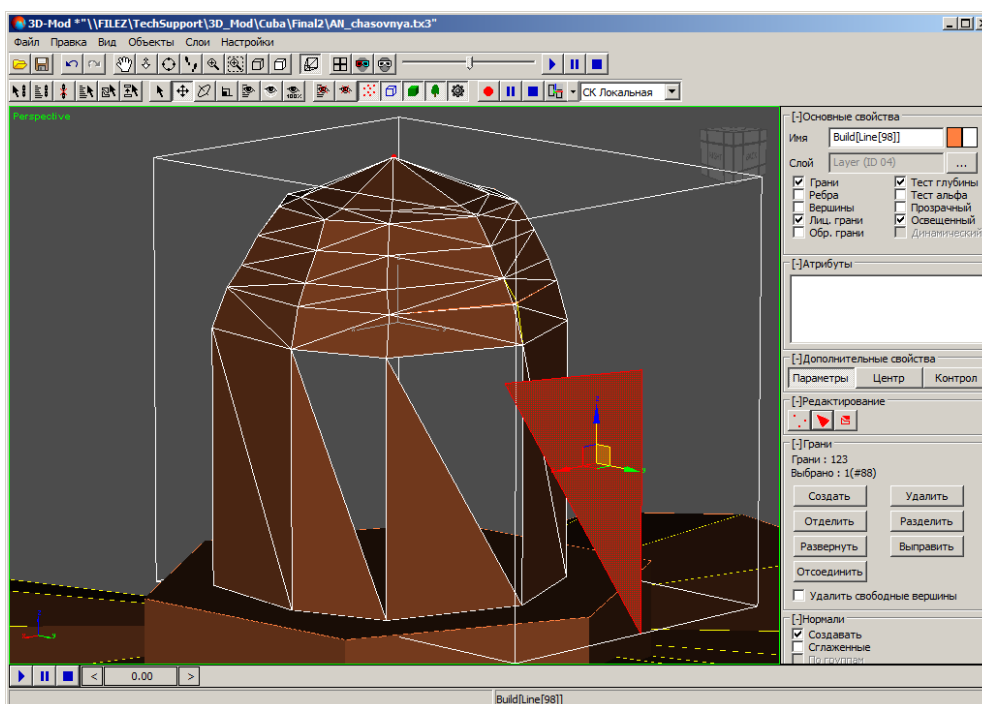 3D-Mod *"\\FILEZ\TechSupport\3D_Mod\Cuba\Final2\AN_chasovnya.tx3"
Файл Правка Вид Объекты Слои Настройки
100%
СК Локальная
Perspective
[-]Основные свойства
Имя Build[Line[98]]
Слой Layer (ID 04) ...
Грани Тест глубины
Ребра Тест альфа
Вершины Прозрачный
Лиц. грани Освещенный
Обр. грани Динамический
[-]Атрибуты
[-]Дополнительные свойства
Параметры Центр Контрол
[-]Редактирование
[-]Грани
Грани : 123
Выбрано : 1(#88)
Создать Удалить
Отделить Разделить
Развернуть Выправить
Отсоединить
Удалить свободные вершины
[-]Нормали
Создавать
Сглаженные
По группам
< 0.00 >
Build[Line[98]]